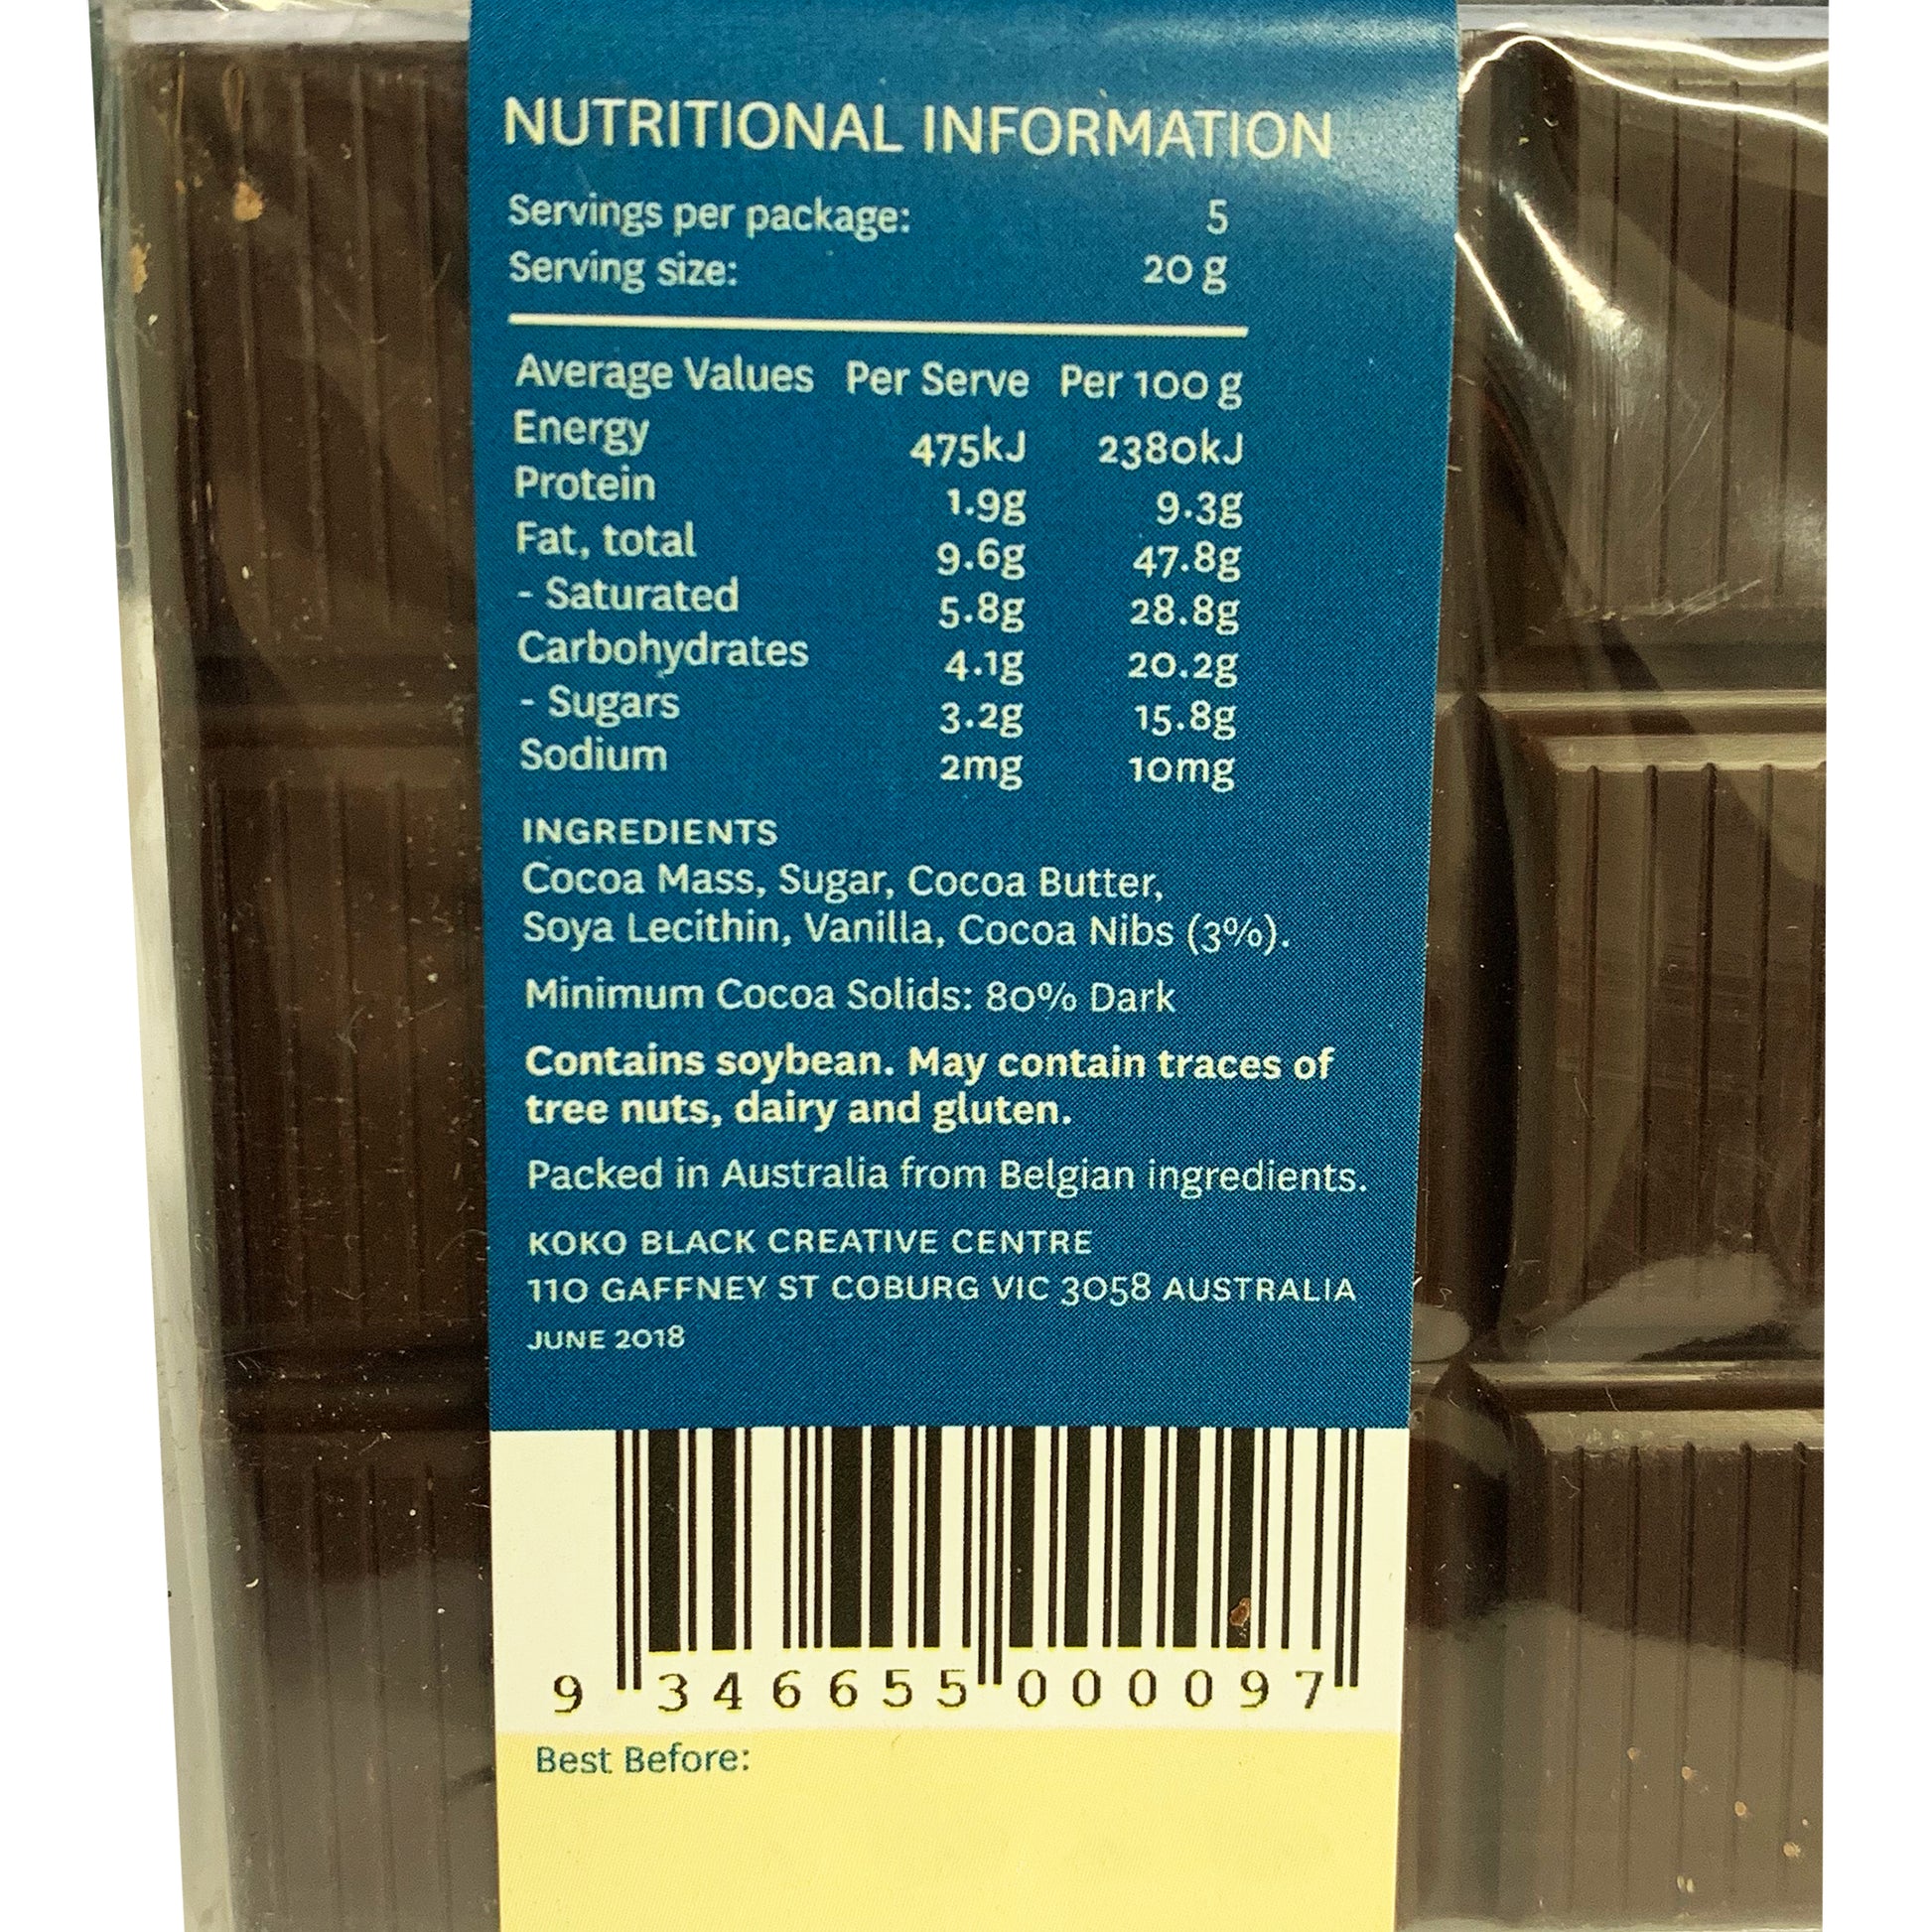 NUTRITIONAL INFORMATION
Servings per package: 5
Serving size: 20 g
Average Values Per Serve Per 100 g
Energy 475kJ 2380kJ
Protein 1.9g 9.3g
Fat, total 9.6g 47.8g
- Saturated 5.8g 28.8g
Carbohydrates 4.1g 20.2g
- Sugars 3.2g 15.8g
Sodium 2mg 10mg
INGREDIENTS
Cocoa Mass, Sugar, Cocoa Butter,
Soya Lecithin, Vanilla, Cocoa Nibs (3%).
Minimum Cocoa Solids: 80% Dark
Contains soybean. May contain traces of
tree nuts, dairy and gluten.
Packed in Australia from Belgian ingredients.
KOKO BLACK CREATIVE CENTRE
110 GAFFNEY ST COBURG VIC 3058 AUSTRALIA
JUNE 2018
9 346655 000097
Best Before: